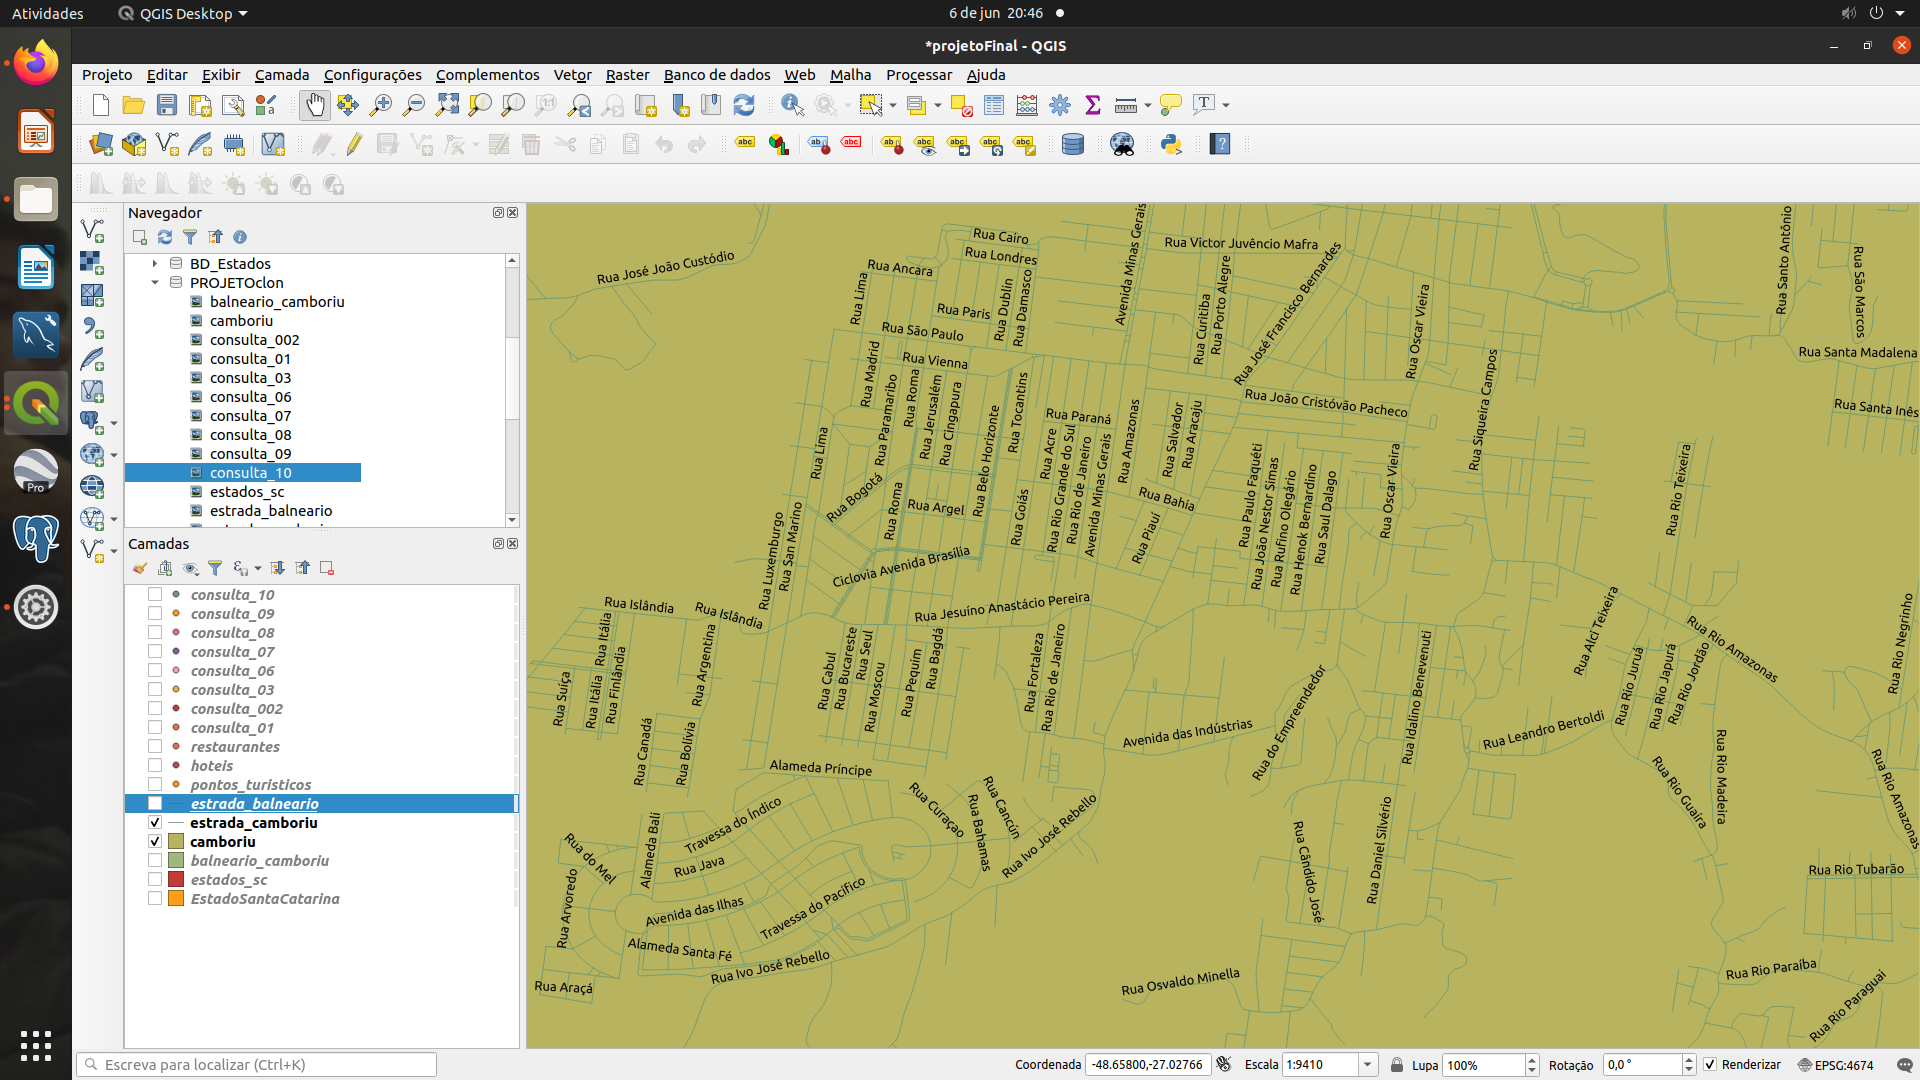 Atividades
QGIS Desktop
6 de jun 20:46
*projetoFinal - QGIS
Projeto Editar Exibir Camada Configurações Complementos Vetor Raster Banco de dados Web Malha Processar Ajuda
Navegador
BD_Estados
PROJETOclon
balneario_camboriu
camboriu
consulta_002
consulta_01
consulta_03
consulta_06
consulta_07
consulta_08
consulta_09
consulta_10
estados_sc
estrada_balneario
Camadas
consulta_10
consulta_09
consulta_08
consulta_07
consulta_06
consulta_03
consulta_002
consulta_01
restaurantes
hoteis
pontos_turisticos
estrada_balneario
estrada_camboriu
camboriu
balneario_camboriu
estados_sc
EstadoSantaCatarina
Pro
Rua José João Custódio
Rua Cairo
Rua Londres
Rua Ancara
Rua Lima
Rua Paris
Rua Dublin
Rua Damasco
Rua São Paulo
Rua Vienna
Rua Madrid
Avenida Minas Gerais
Rua Victor Juvêncio Mafra
Rua Curitiba
Rua Porto Alegre
Rua José Francisco Bernardes
Rua Oscar Vieira
Rua Santo Antônio
Rua São Marcos
Rua Santa Madalena
Rua Santa Inês
Rua Siqueira Campos
Rua João Cristóvão Pacheco
Rua Paramaribo
Rua Roma
Rua Jerusalém
Rua Cingapura
Rua Belo Horizonte
Rua Tocantins
Rua Paraná
Rua Acre
Rua Grande do Sul
Rua Rio de Janeiro
Avenida Minas Gerais
Rua Amazonas
Rua Salvador
Rua Aracaju
Rua Bahia
Rua Piauí
Rua Goiás
Rua Lima
Rua Bogotá
Rua Roma
Rua Argel
Ciclovia Avenida Brasília
Rua Luxemburgo
Rua San Marino
Rua Paulo Faquéti
Rua João Nestor Simas
Rua Rufino Olegário
Rua Henok Bernardino
Rua Saul Dalago
Rua Oscar Vieira
Rua Rio Teixeira
Rua Islândia
Rua Islândia
Rua Jesuíno Anastácio Pereira
Rua Itália
Rua Itália
Rua Finlândia
Rua Suíça
Rua Argentina
Rua Canadá
Rua Bolívia
Rua Cabul
Rua Bucareste
Rua Seul
Rua Moscou
Rua Pequim
Rua Bagdá
Rua Fortaleza
Rua Rio de Janeiro
Avenida das Indústrias
Rua do Empreendedor
Rua Idalino Benevenuti
Rua Leandro Bertoldi
Rua Alci Teixeira
Rua Rio Juruá
Rua Rio Japurá
Rua Rio Jordão
Rua Rio Amazonas
Rua Rio Negrinho
Rua Rio Amazonas
Rua Rio Guaíra
Rua Rio Madeira
Alameda Príncipe
Travessa do Índico
Rua Java
Alameda Bali
Rua do Mel
Rua Arvoredo
Avenida das Ilhas
Travessa do Pacífico
Alameda Santa Fé
Rua Ivo José Rebello
Rua Araçá
Rua Curaçao
Rua Bahamas
Rua Cancún
Rua Ivo José Rebello
Rua Cândido José
Rua Daniel Silvério
Rua Osvaldo Minella
Rua Rio Tubarão
Rua Rio Paraíba
Rua Rio Paraguai
Escreva para localizar (Ctrl+K)
Coordenada -48.65800,-27.02766 Escala 1:9410 Lupa 100% Rotação 0,0 ° Renderizar EPSG:4674